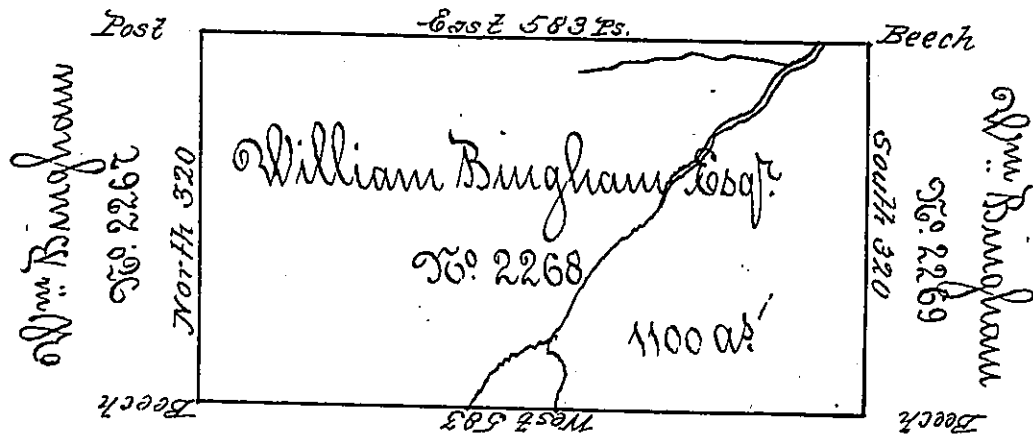 Post
East 583 Ps.
Beech
Wm. Bingham
No. 2267
North 320
William Bingham Esqr.
No. 2268
1100 as.
South 320
No. 2269
Wm. Bingham
Beech
West 583
Beech